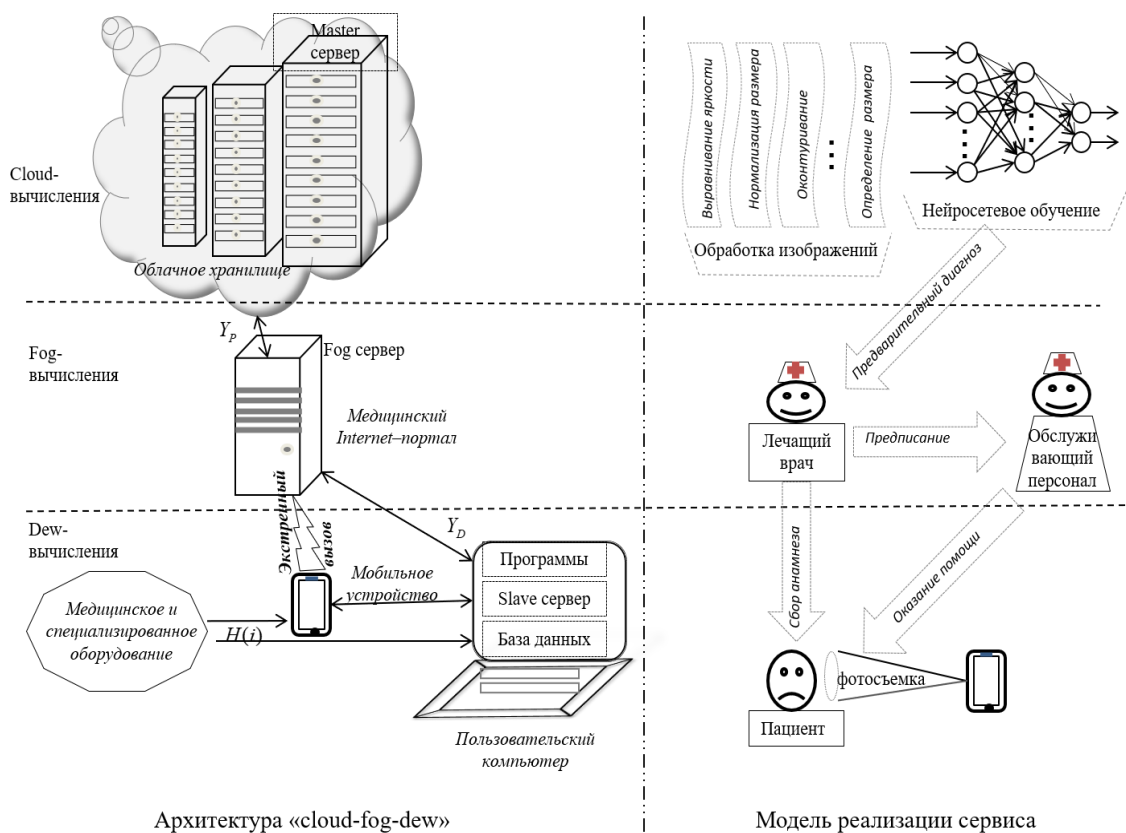 Master
сервер
Cloud-
вычисления
Облачное хранилище
Выравнивание яркости
Нормализация размера
Оконтуривание
Определение размера
Обработка изображений
Нейросетевое обучение
Fog-
вычисления
Y_P
Fog сервер
Медицинский
Internet–портал
Предварительный диагноз
Лечащий
врач
Предписание
Обслужи
вающий
персонал
Dew-
вычисления
Экстренный
вызов
Y_D
Мобильное
устройство
Программы
Slave сервер
База данных
Медицинское и
специализированное
оборудование
H(i)
Пользовательский
компьютер
Сбор анамнеза
Оказание помощи
фотосъемка
Пациент
Архитектура «cloud-fog-dew»
Модель реализации сервиса